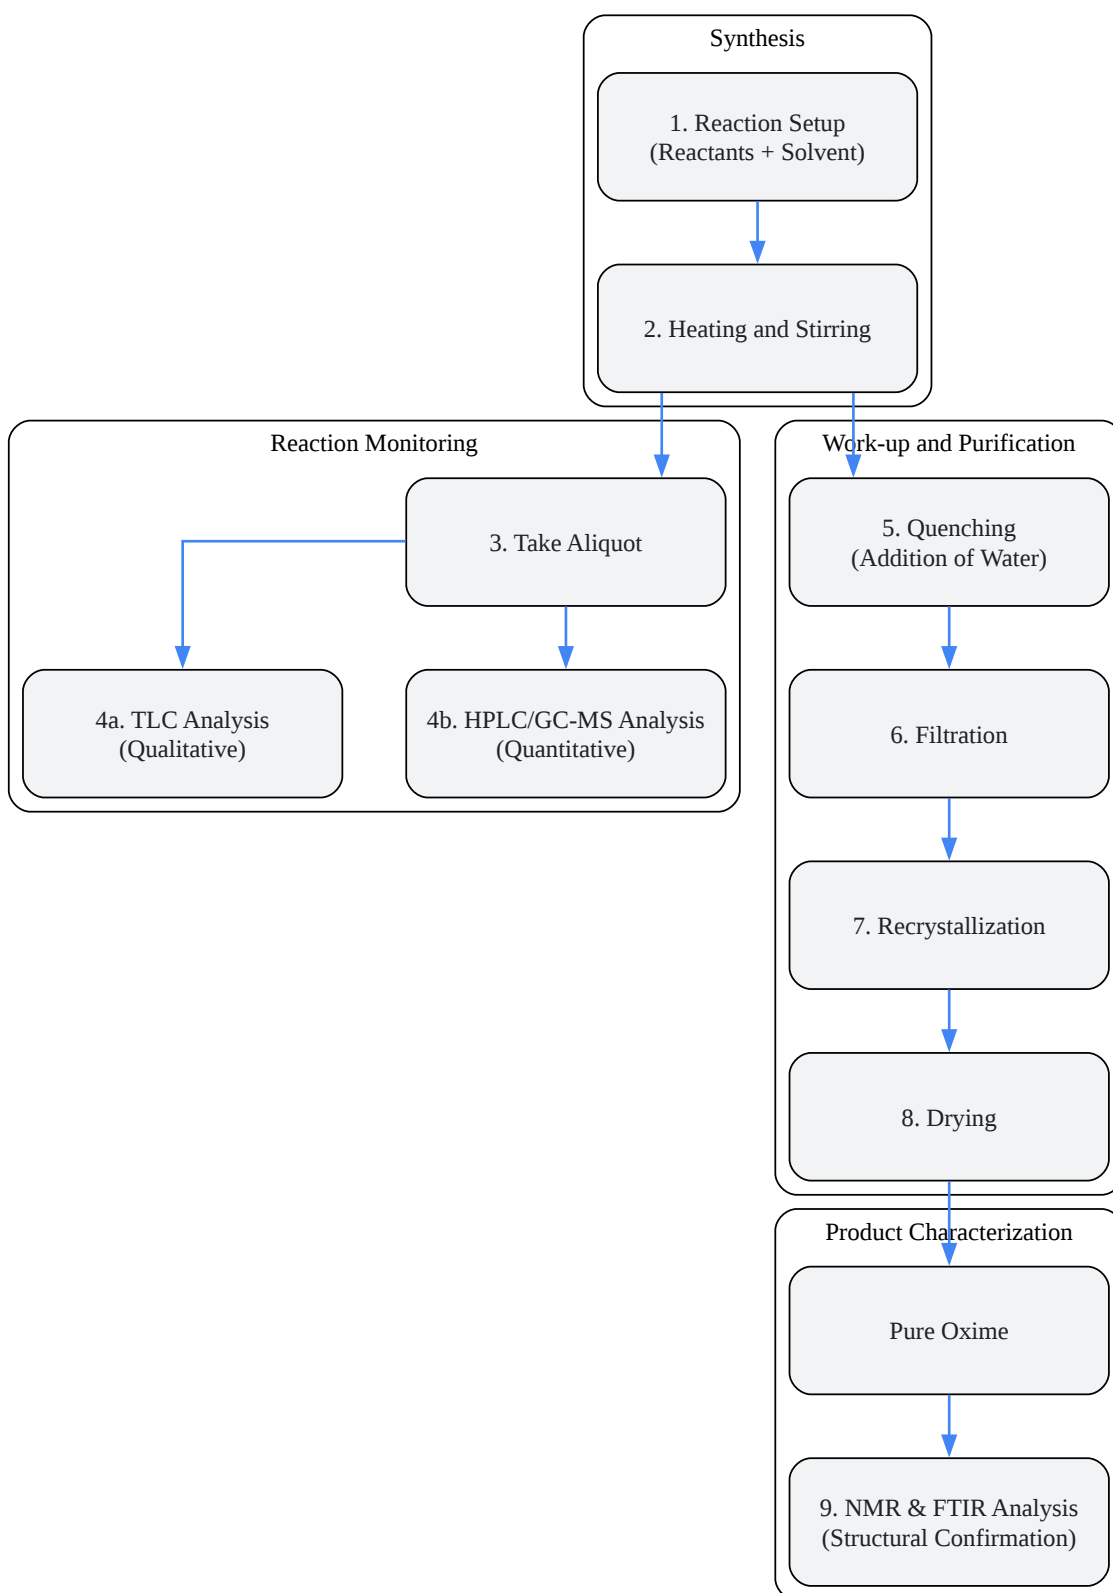 Synthesis
1. Reaction Setup
(Reactants + Solvent)
2. Heating and Stirring
Reaction Monitoring
3. Take Aliquot
4a. TLC Analysis
(Qualitative)
4b. HPLC/GC-MS Analysis
(Quantitative)
Work-up and Purification
5. Quenching
(Addition of Water)
6. Filtration
7. Recrystallization
8. Drying
Product Characterization
Pure Oxime
9. NMR & FTIR Analysis
(Structural Confirmation)